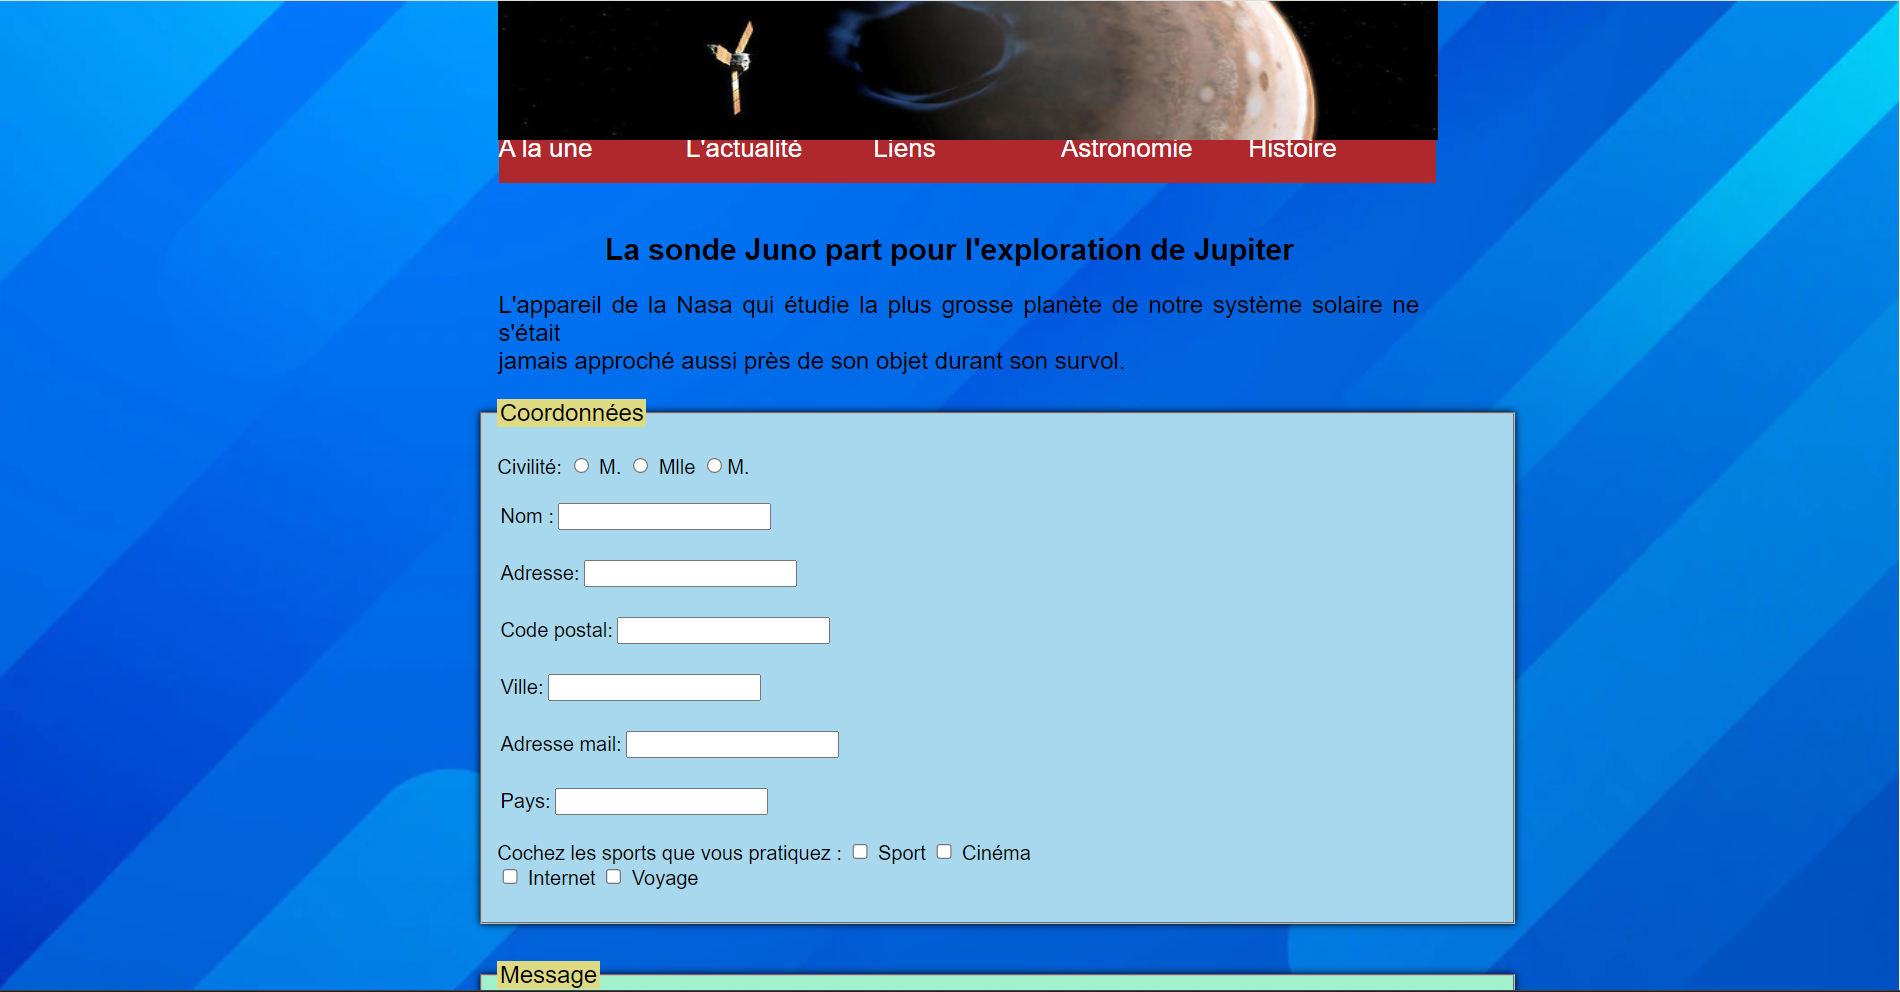 A la une L'actualité Liens Astronomie Histoire
La sonde Juno part pour l'exploration de Jupiter
L'appareil de la Nasa qui étudie la plus grosse planète de notre système solaire ne
s'était
jamais approché aussi près de son objet durant son survol.
Coordonnées
Civilité: M. Mlle M.
Nom :
Adresse:
Code postal:
Ville:
Adresse mail:
Pays:
Cochez les sports que vous pratiquez : Sport Cinéma
Internet Voyage
Message